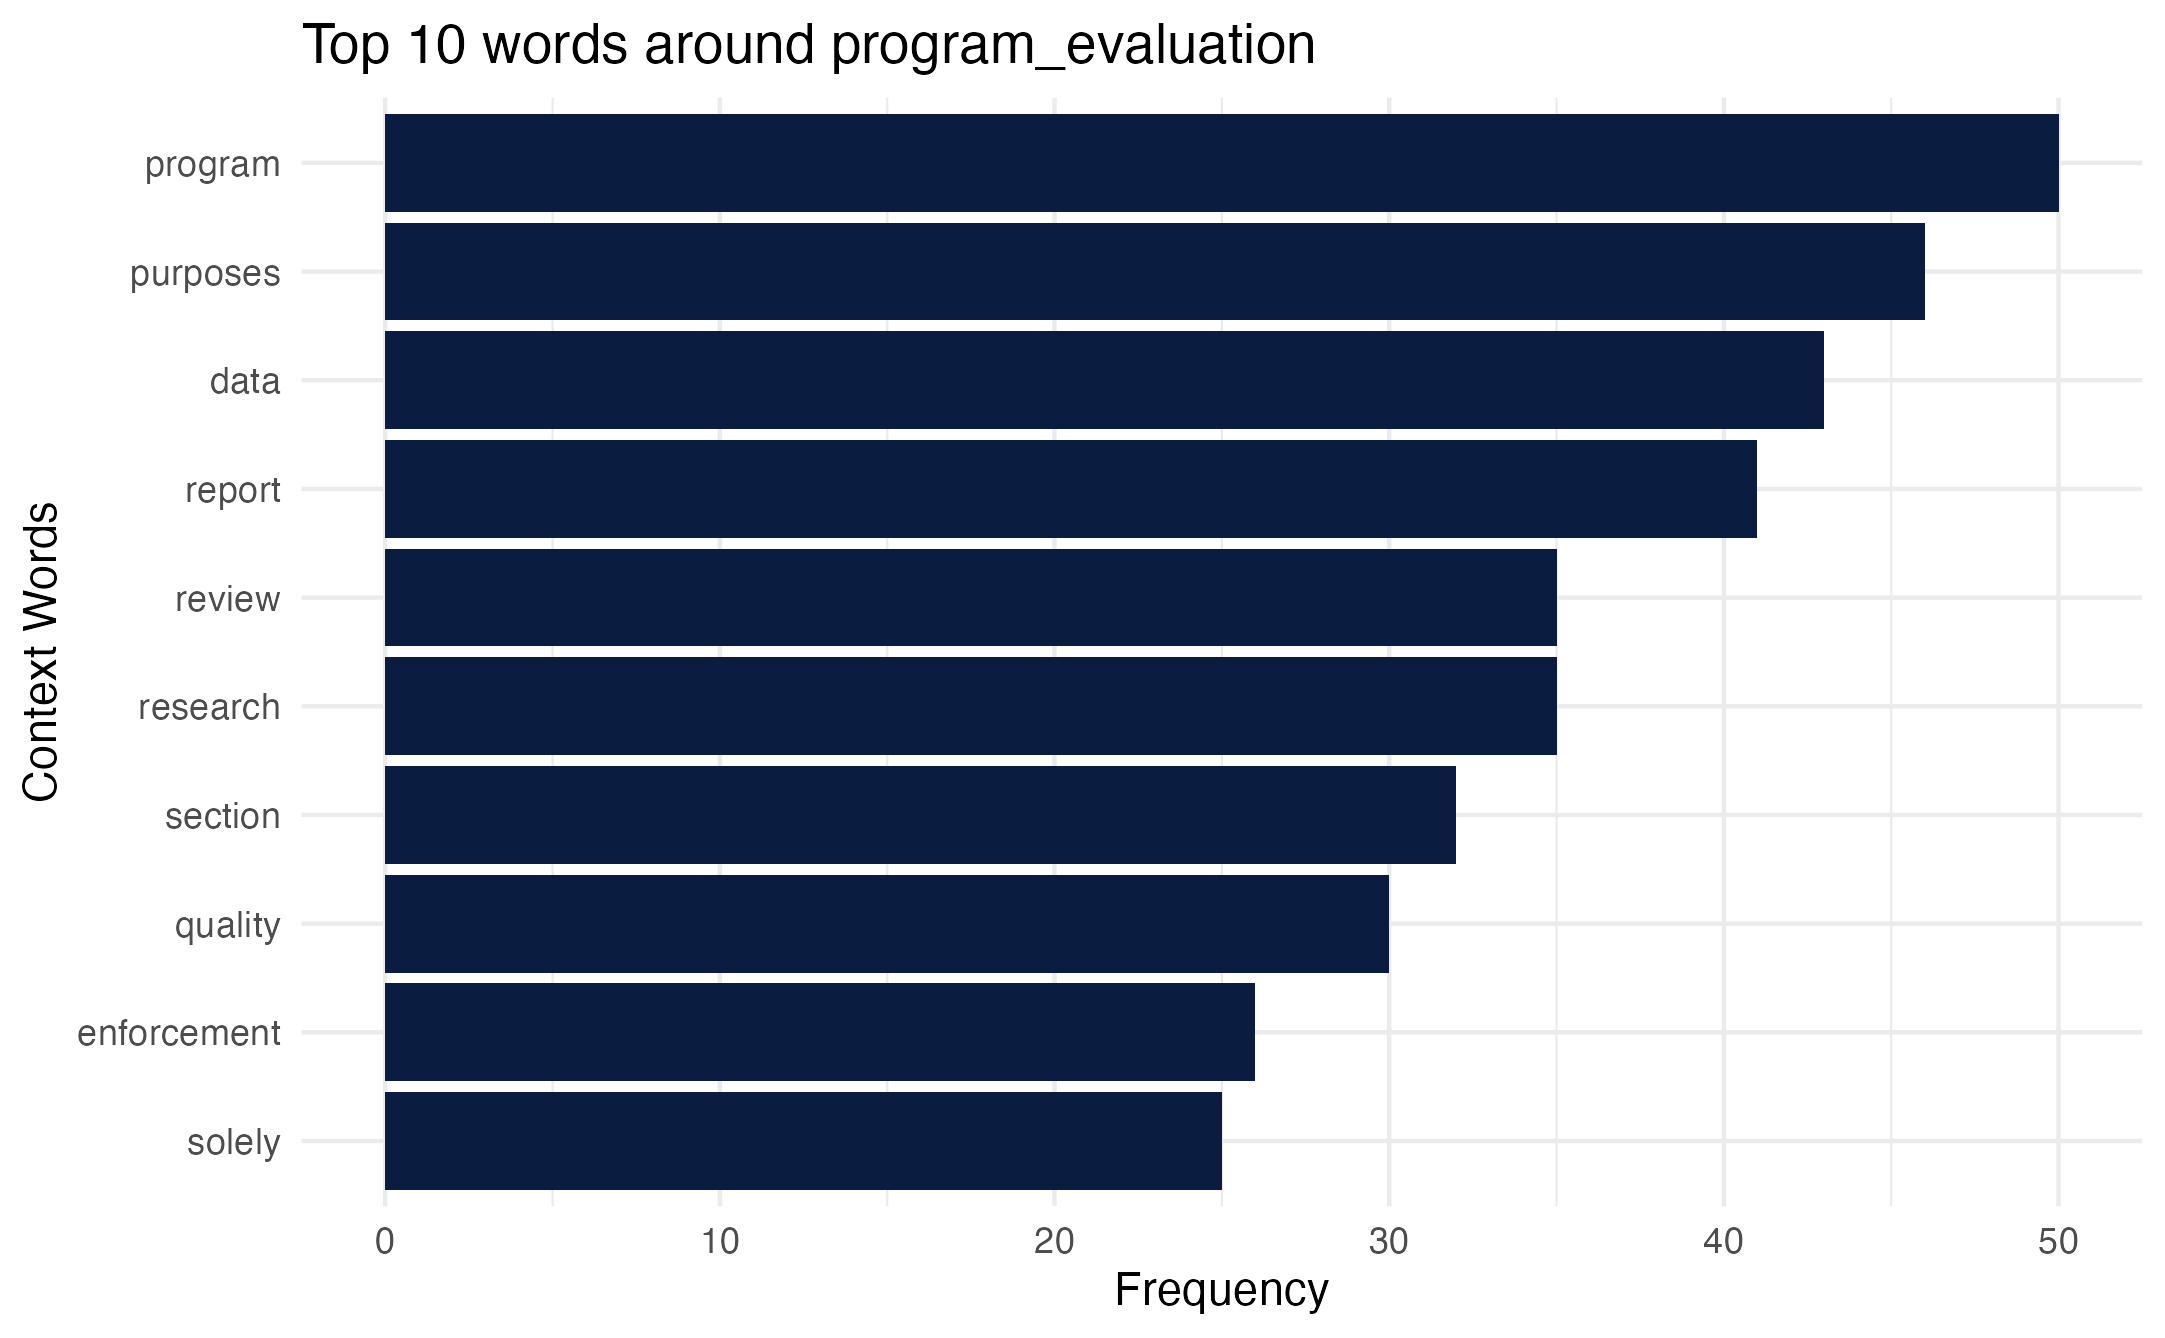 Top 10 words around program_evaluation
Context Words
program
purposes
data
report
review
research
section
quality
enforcement
solely
0 10 20 30 40 50
Frequency